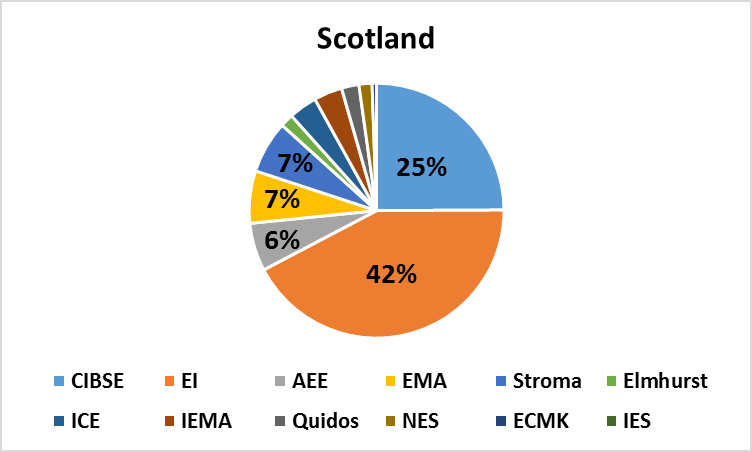 Scotland
25%
42%
6%
7%
7%
CIBSE EI AEE EMA Stroma Elmhurst
ICE IEMA Quidos NES ECMK IES